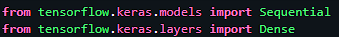 from tensorflow.keras.models import Sequential
from tensorflow.keras.layers import Dense